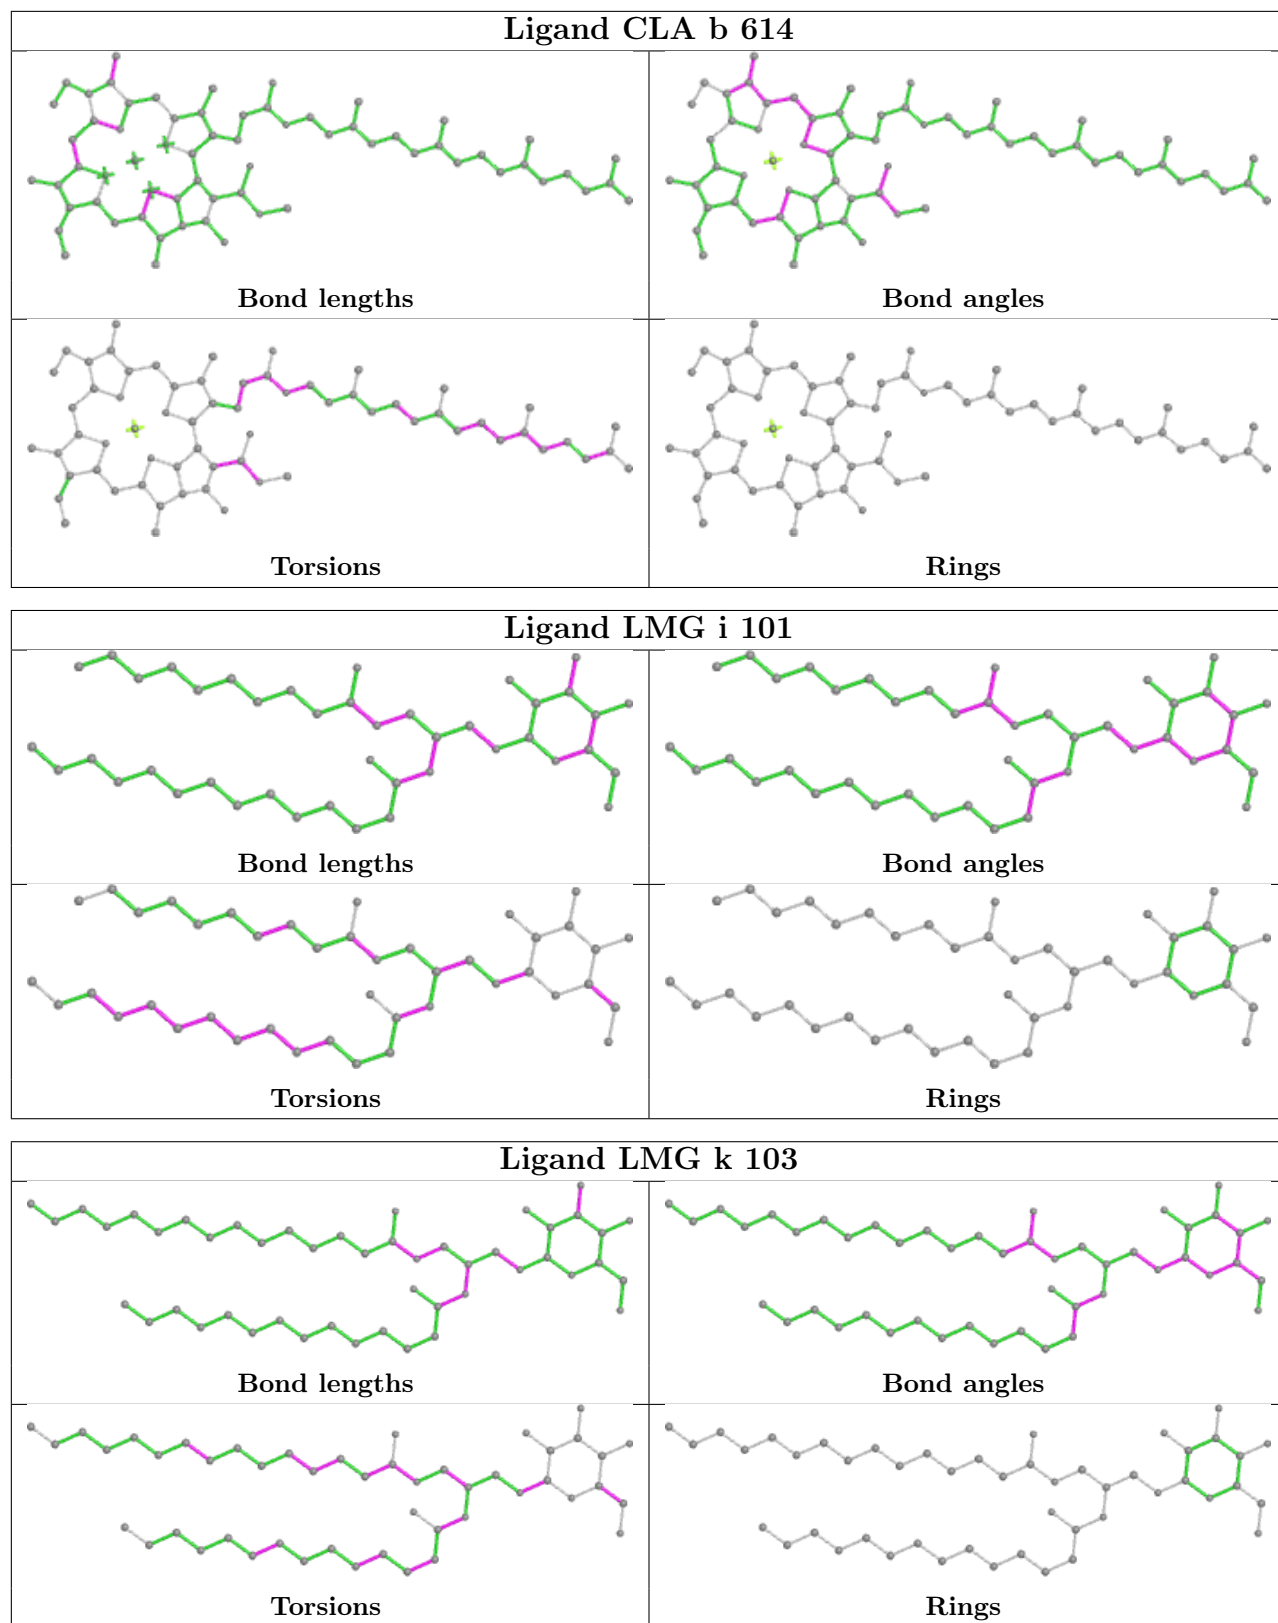 Ligand CLA b 614
Bond lengths
Bond angles
Torsions
Rings
Ligand LMG i 101
Bond lengths
Bond angles
Torsions
Rings
Ligand LMG k 103
Bond lengths
Bond angles
Torsions
Rings